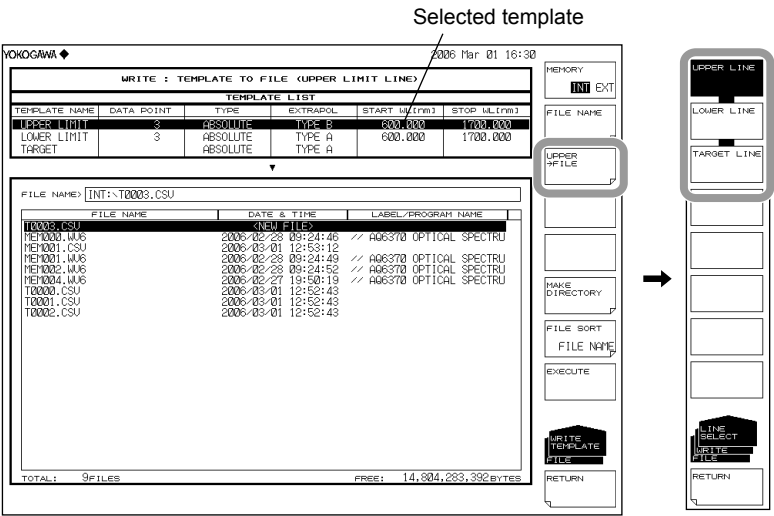 Selected template
YOKOGAWA ◆ 2006 Mar 01 16:30
WRITE : TEMPLATE TO FILE (UPPER LIMIT LINE)
TEMPLATE LIST
TEMPLATE NAME DATA POINT TYPE EXTRAPOL START WL[nm] STOP WL[nm]
UPPER LIMIT 3 ABSOLUTE TYPE B 600.000 1700.000
LOWER LIMIT 3 ABSOLUTE TYPE A 600.000 1700.000
TARGET ABSOLUTE TYPE A
▼
FILE NAME> INT:\T0003.CSV
FILE NAME DATE & TIME LABEL/PROGRAM NAME
T0003.CSV <NEW FILE>
MEM000.WV6 2006/02/28 09:24:46 // AQ6370 OPTICAL SPECTRU
MEM001.CSV 2006/03/01 12:53:12
MEM001.WV6 2006/02/28 09:24:49 // AQ6370 OPTICAL SPECTRU
MEM002.WV6 2006/02/28 09:24:52 // AQ6370 OPTICAL SPECTRU
MEM004.WV6 2006/02/27 19:50:19 // AQ6370 OPTICAL SPECTRU
T0000.CSV 2006/03/01 12:52:43
T0001.CSV 2006/03/01 12:52:43
T0002.CSV 2006/03/01 12:52:43
TOTAL: 9FILES FREE: 14,804,283,392BYTES
MEMORY
INT EXT
FILE NAME
UPPER
→FILE
MAKE
DIRECTORY
FILE SORT
FILE NAME
EXECUTE
WRITE
TEMPLATE
FILE
RETURN
➞
UPPER LINE
LOWER LINE
TARGET LINE
LINE
SELECT
WRITE
FILE
RETURN